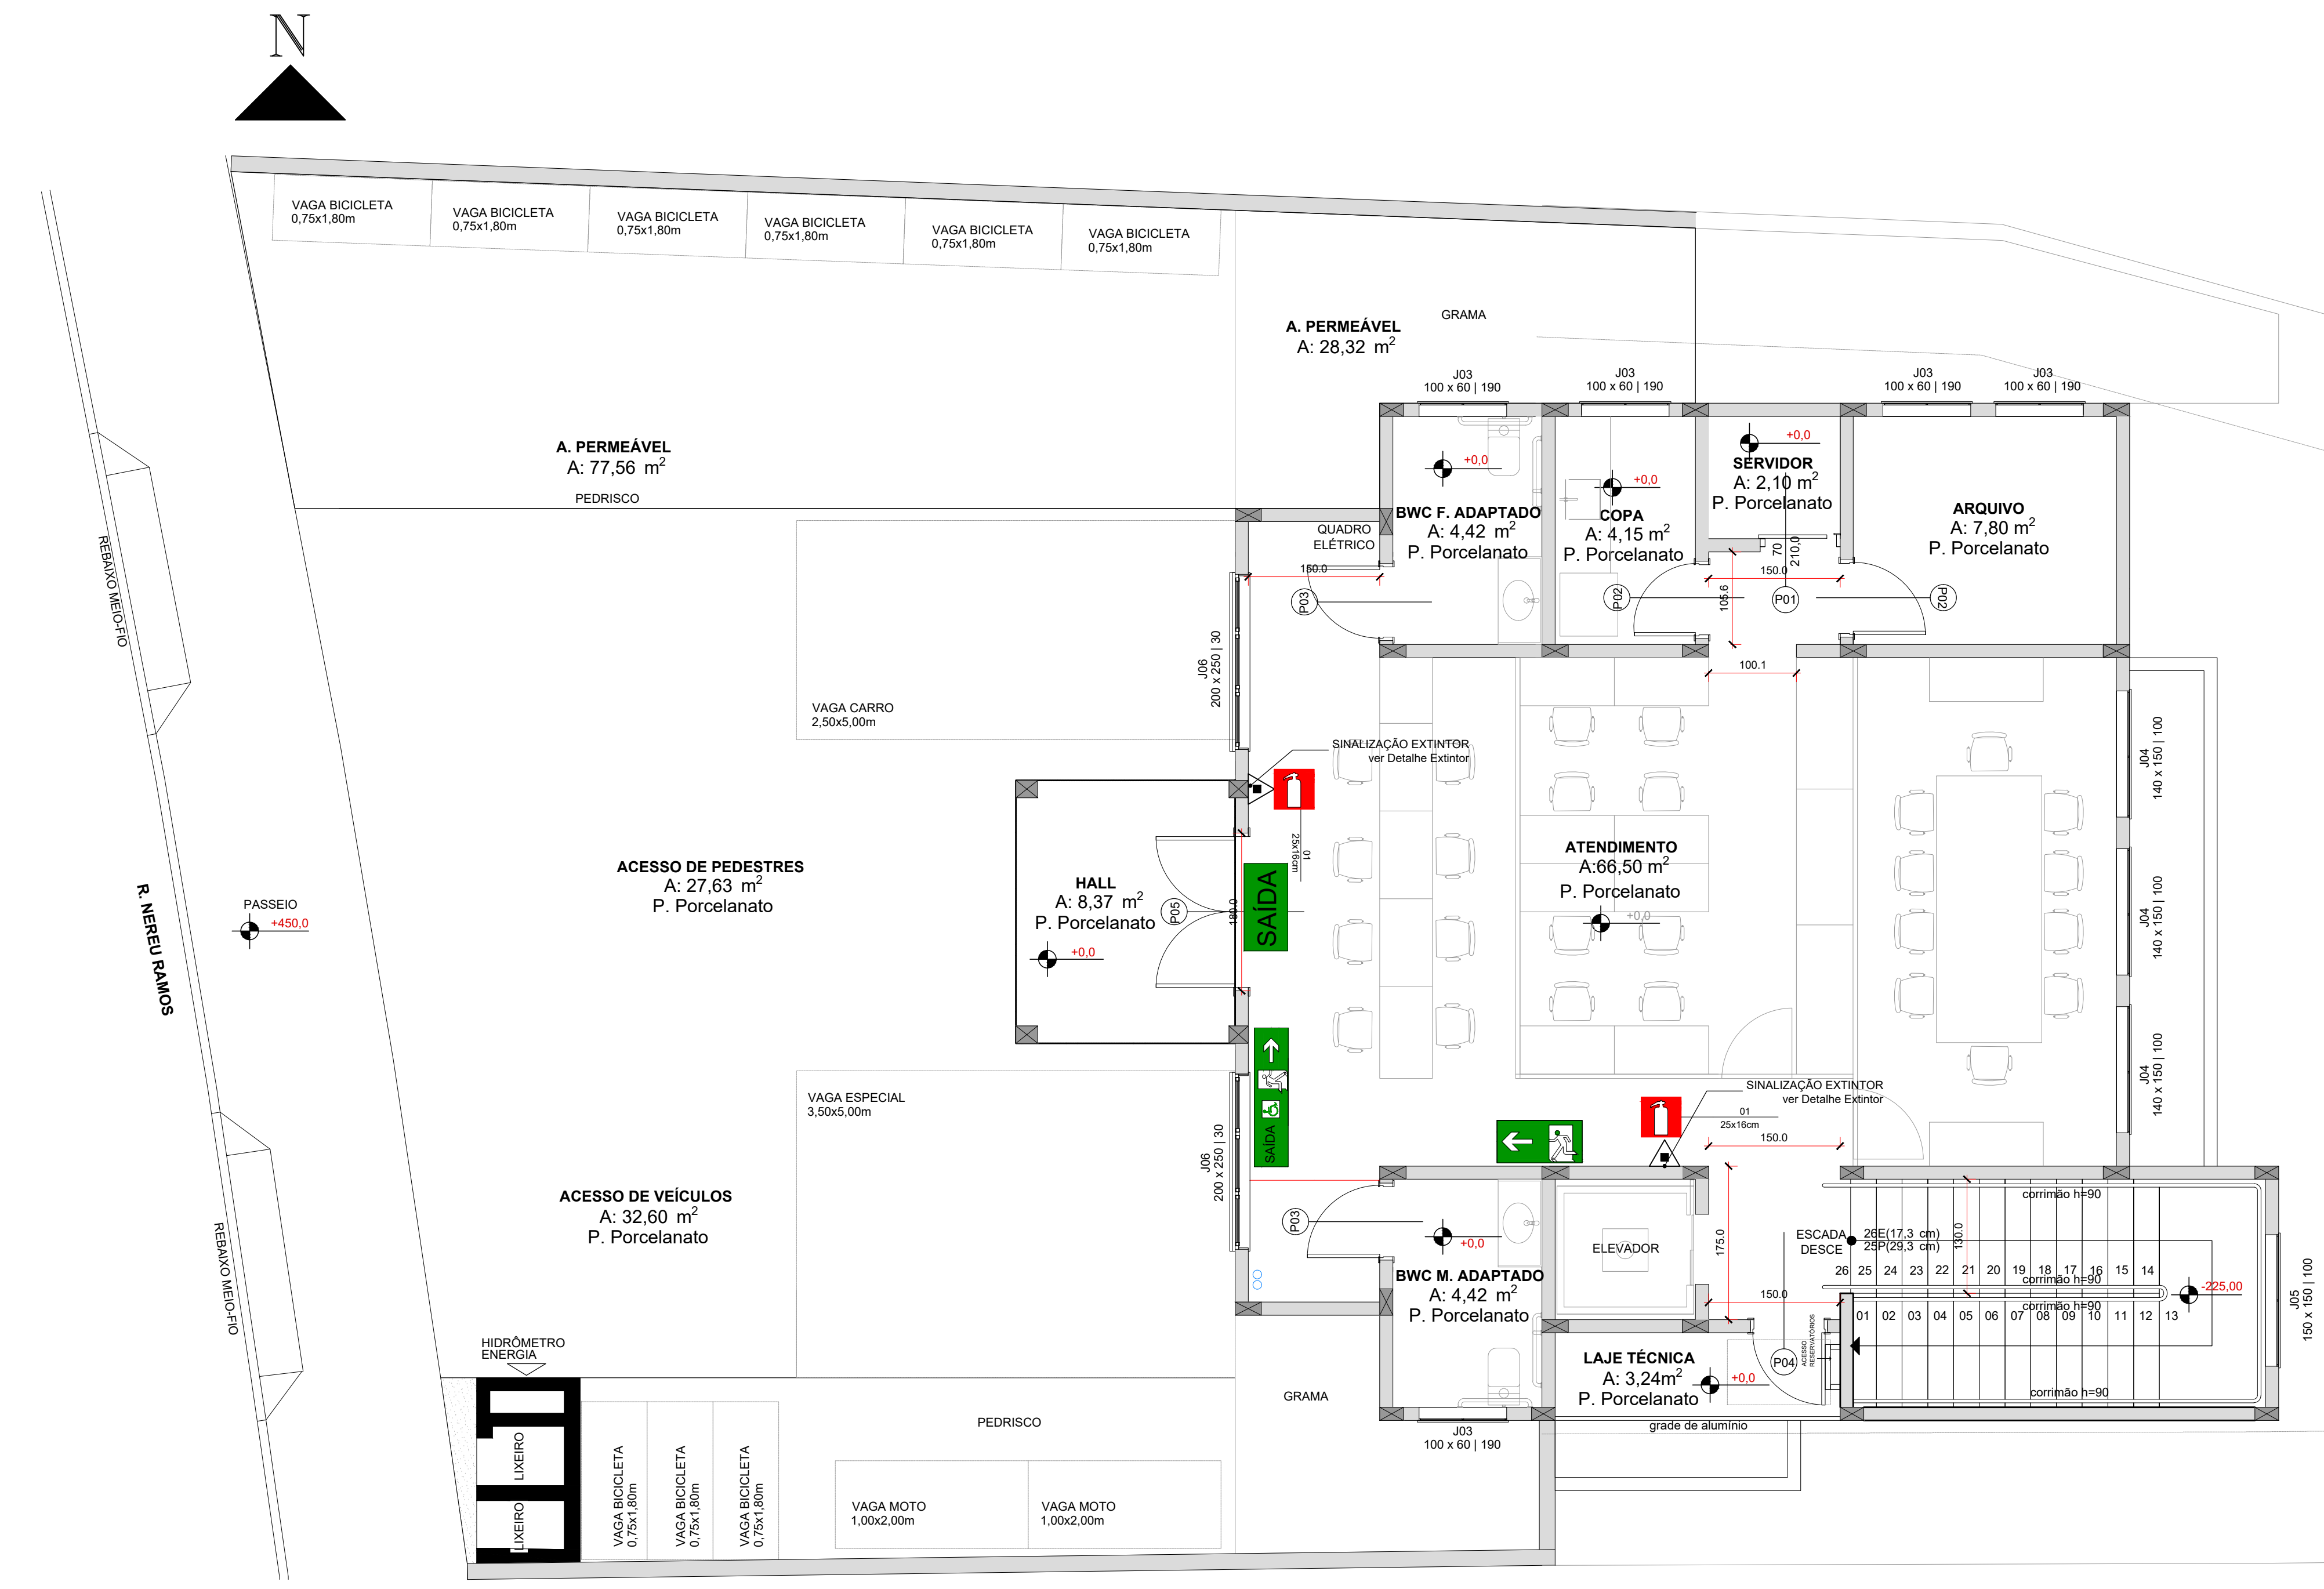 N
VAGA BICICLETA
0,75x1,80m
VAGA BICICLETA
0,75x1,80m
VAGA BICICLETA
0,75x1,80m
VAGA BICICLETA
0,75x1,80m
VAGA BICICLETA
0,75x1,80m
VAGA BICICLETA
0,75x1,80m
GRAMA
A. PERMEÁVEL
A: 28,32 m²
A. PERMEÁVEL
A: 77,56 m²
PEDRISCO
J03
100 x 60 | 190
J03
100 x 60 | 190
J03
100 x 60 | 190
J03
100 x 60 | 190
+0,0
BWC F. ADAPTADO
A: 4,42 m²
P. Porcelanato
+0,0
COPA
A: 4,15 m²
P. Porcelanato
+0,0
SERVIDOR
A: 2,10 m²
P. Porcelanato
ARQUIVO
A: 7,80 m²
P. Porcelanato
QUADRO
ELÉTRICO
150.0
P03
P02
P01
P02
70
210,0
150.0
105.6
100.1
REBAIXO MEIO-FIO
J06
200 x 250 | 30
VAGA CARRO
2,50x5,00m
SINALIZAÇÃO EXTINTOR
ver Detalhe Extintor
01
25x16cm
J04
140 x 150 | 100
J04
140 x 150 | 100
J04
140 x 150 | 100
ATENDIMENTO
A:66,50 m²
P. Porcelanato
+0,0
ACESSO DE PEDESTRES
A: 27,63 m²
P. Porcelanato
HALL
A: 8,37 m²
P. Porcelanato
+0,0
P05
180.0
SAÍDA
R. NEREU RAMOS
PASSEIO
+450,0
SAÍDA
VAGA ESPECIAL
3,50x5,00m
J06
200 x 250 | 30
SINALIZAÇÃO EXTINTOR
ver Detalhe Extintor
01
25x16cm
150.0
ACESSO DE VEÍCULOS
A: 32,60 m²
P. Porcelanato
REBAIXO MEIO-FIO
P03
+0,0
BWC M. ADAPTADO
A: 4,42 m²
P. Porcelanato
ELEVADOR
175.0
150.0
ESCADA
DESCE
26E(17,3 cm)
25P(29,3 cm)
130.0
corrimão h=90
26 25 24 23 22 21 20 19 18 17 16 15 14
corrimão h=90
corrimão h=90
01 02 03 04 05 06 07 08 09 10 11 12 13
-225,00
corrimão h=90
J05
150 x 150 | 100
LAJE TÉCNICA
A: 3,24m²
P. Porcelanato
+0,0
P04
ACESSO
RESERVATÓRIOS
grade de alumínio
HIDRÔMETRO
ENERGIA
LIXEIRO
LIXEIRO
VAGA BICICLETA
0,75x1,80m
VAGA BICICLETA
0,75x1,80m
VAGA BICICLETA
0,75x1,80m
PEDRISCO
VAGA MOTO
1,00x2,00m
VAGA MOTO
1,00x2,00m
GRAMA
J03
100 x 60 | 190